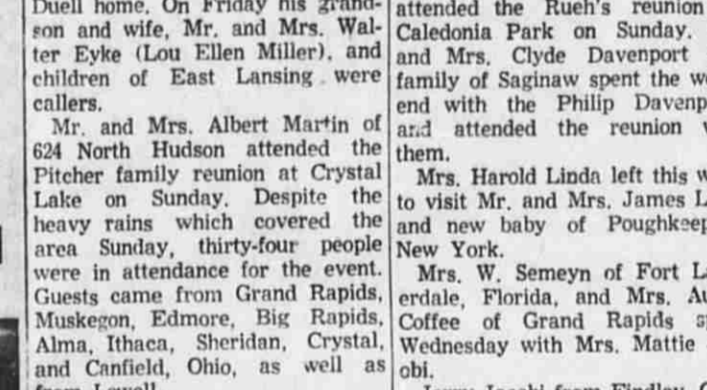 Duell home. On Friday his grand-
son and wife, Mr. and Mrs. Wal-
ter Eyke (Lou Ellen Miller), and
children of East Lansing were
callers.
Mr. and Mrs. Albert Martin of
624 North Hudson attended the
Pitcher family reunion at Crystal
Lake on Sunday. Despite the
heavy rains which covered the
area Sunday, thirty-four people
were in attendance for the event.
Guests came from Grand Rapids,
Muskegon, Edmore, Big Rapids,
Alma, Ithaca, Sheridan, Crystal,
and Canfield, Ohio, as well as
from Lowell.
attended the Rueh's reunion
Caledonia Park on Sunday.
and Mrs. Clyde Davenport
family of Saginaw spent the
end with the Philip
and attended the reunion
them.
Mrs. Harold Linda left this
to visit Mr. and Mrs. James
and new baby of
New York.
Mrs. W. Semeyn of Fort
erdale, Florida, and Mrs.
Coffee of Grand Rapids
Wednesday with Mrs. Mattie
obi.
from Findlay,